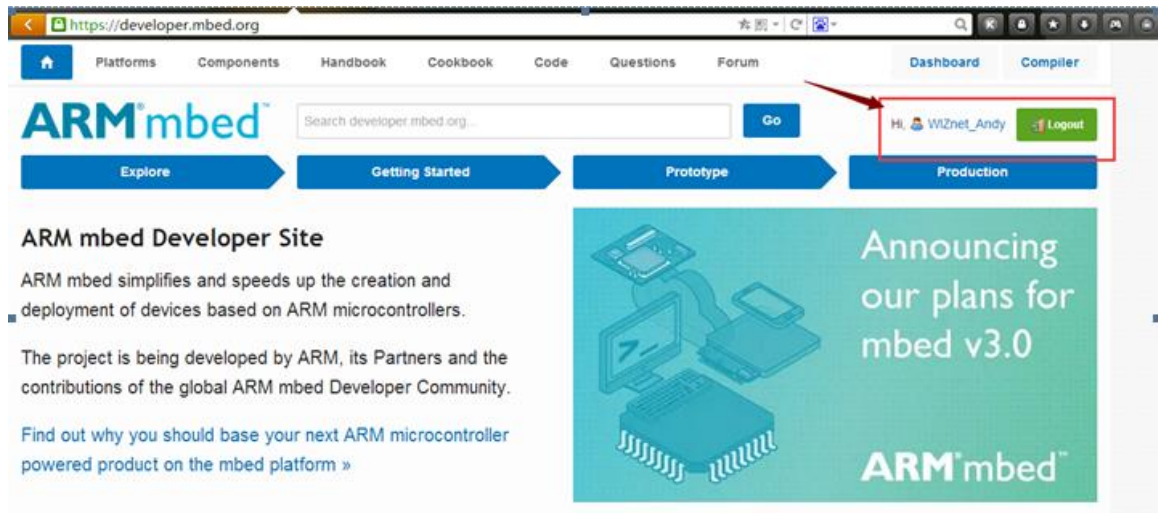 https://developer.mbed.org
Platforms Components Handbook Cookbook Code Questions Forum Dashboard Compiler
ARM®mbed™
Search developer.mbed.org...
Go
Hi, WIZnet_Andy
Logout
Explore
Getting Started
Prototype
Production
ARM mbed Developer Site
ARM mbed simplifies and speeds up the creation and
deployment of devices based on ARM microcontrollers.
The project is being developed by ARM, its Partners and the
contributions of the global ARM mbed Developer Community.
Find out why you should base your next ARM microcontroller
powered product on the mbed platform »
Announcing
our plans for
mbed v3.0
ARM®mbed™